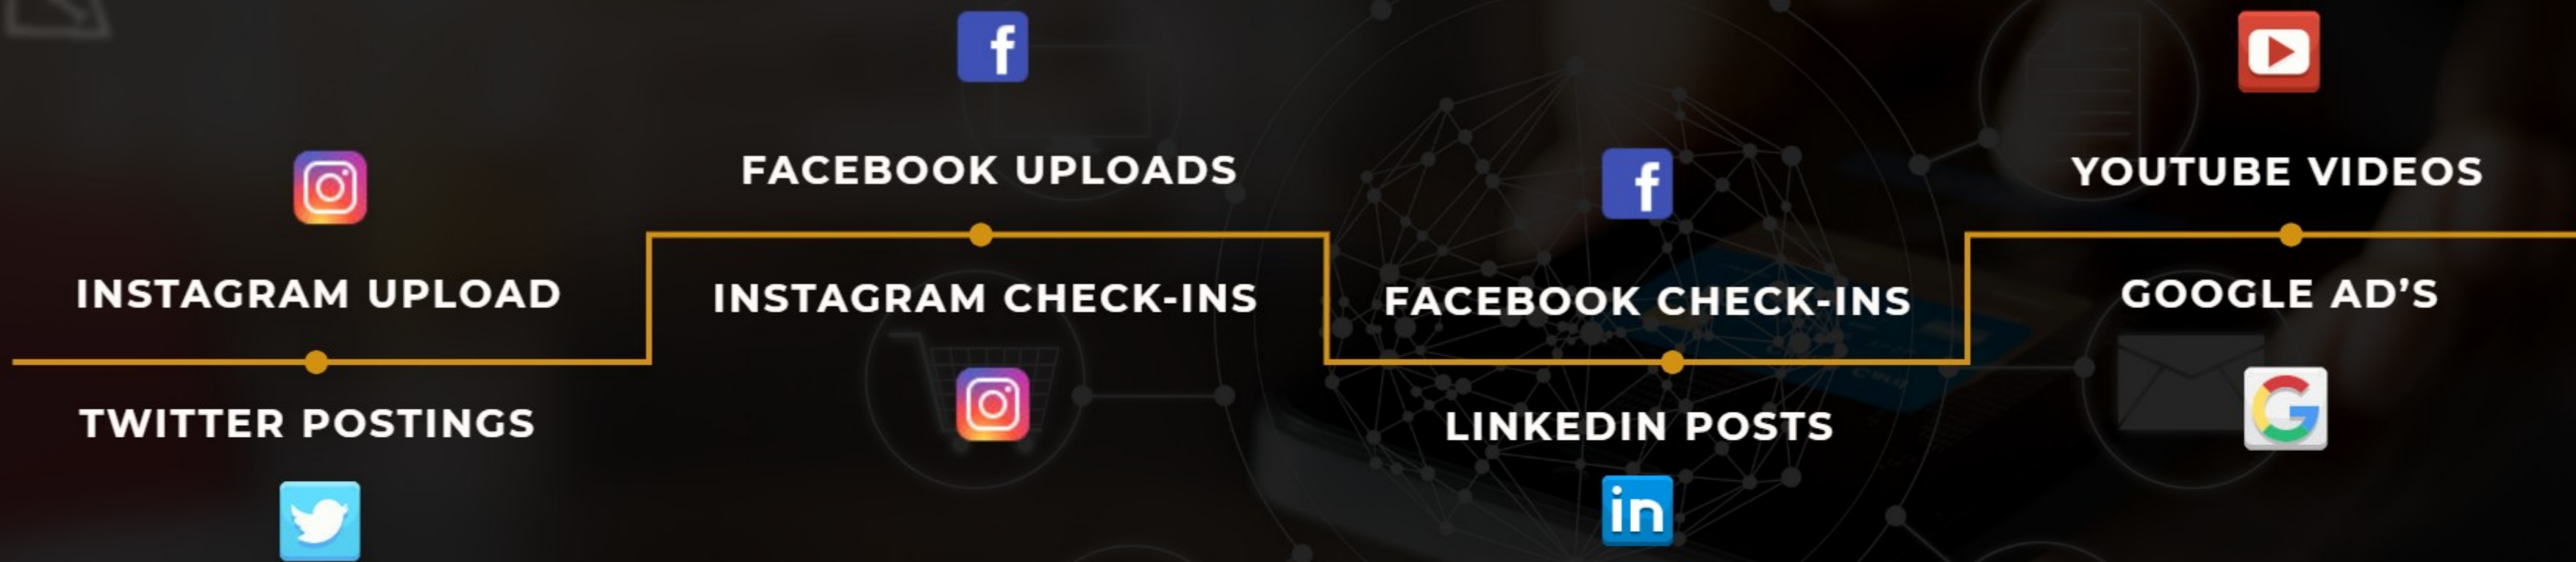 INSTAGRAM UPLOAD
TWITTER POSTINGS
FACEBOOK UPLOADS
INSTAGRAM CHECK-INS
FACEBOOK CHECK-INS
LINKEDIN POSTS
YOUTUBE VIDEOS
GOOGLE AD’S